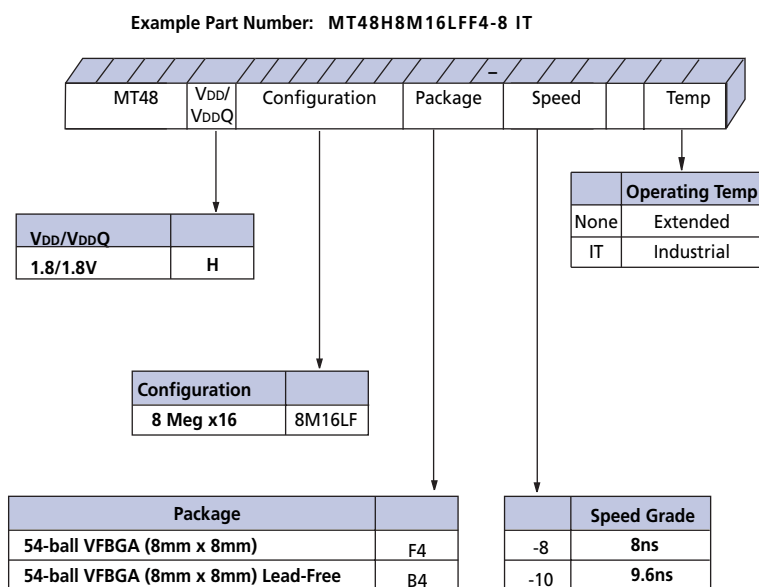 Example Part Number: MT48H8M16LFF4-8 IT
–
MT48
VDD/
VDDQ
Configuration
Package
Speed
Temp
Operating Temp
None Extended
IT Industrial
VDD/VDDQ
1.8/1.8V H
Configuration
8 Meg x16 8M16LF
Package
54-ball VFBGA (8mm x 8mm) F4
54-ball VFBGA (8mm x 8mm) Lead-Free B4
Speed Grade
-8 8ns
-10 9.6ns